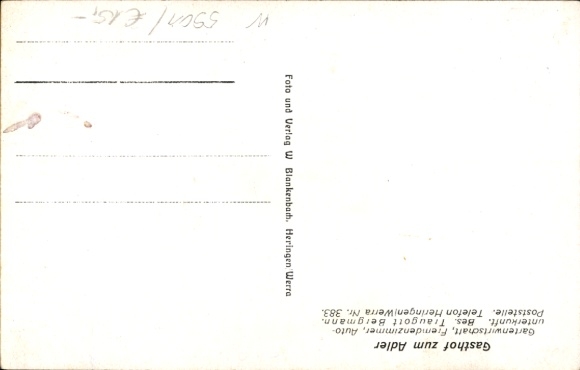 Gasthof zum Adler
Gartenwirtschaft, Fremdenzimmer, Auto-
unterkunft. Bes. Traugott Bergmann.
Poststelle. Telefon Heringen/Werra Nr. 383.
Foto und Verlag W Blankenbach, Heringen Werra
W